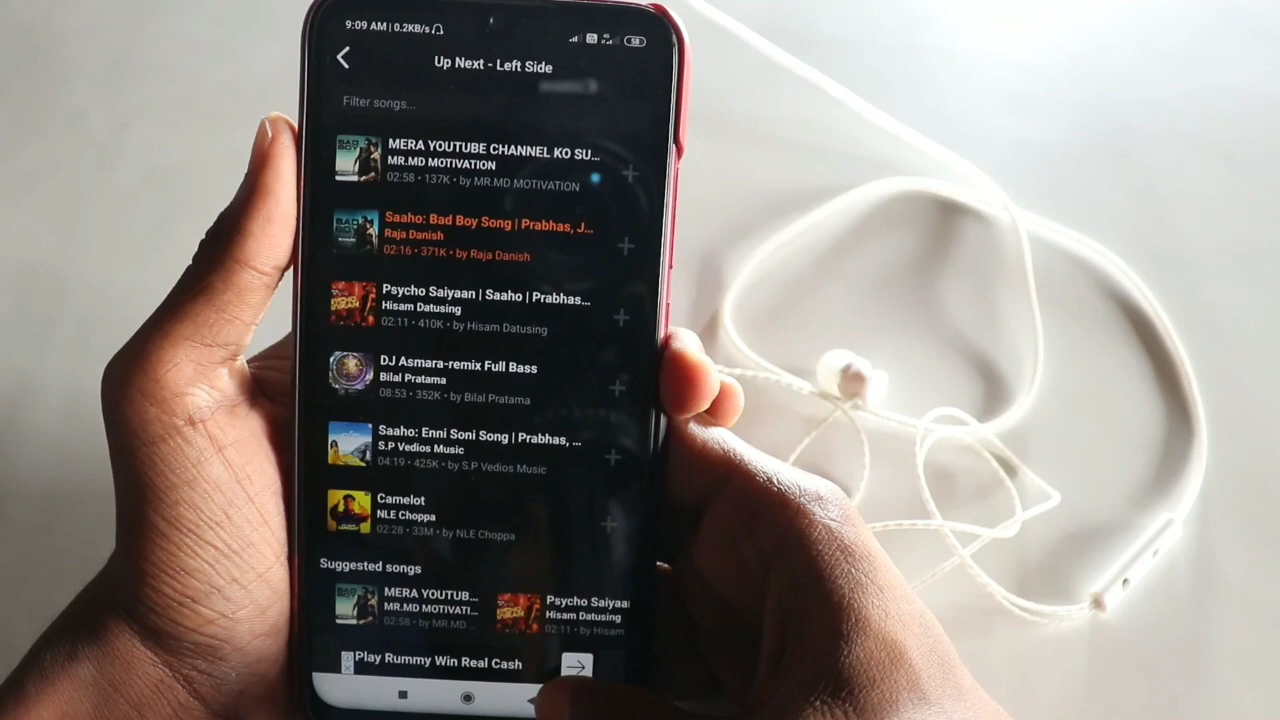 9:09 AM | 0.2KB/s
58
Up Next - Left Side
Filter songs...
MERA YOUTUBE CHANNEL KO SU...
MR.MD MOTIVATION
02:58 • 137K • by MR.MD MOTIVATION
Saaho: Bad Boy Song | Prabhas, J...
Raja Danish
02:16 • 371K • by Raja Danish
Psycho Saiyaan | Saaho | Prabhas...
Hisam Datusing
02:11 • 410K • by Hisam Datusing
DJ Asmara-remix Full Bass
Bilal Pratama
08:53 • 352K • by Bilal Pratama
Saaho: Enni Soni Song | Prabhas, ...
S.P Vedios Music
04:19 • 425K • by S.P Vedios Music
Camelot
NLE Choppa
02:28 • 33M • by NLE Choppa
Suggested songs
MERA YOUTUB...
MR.MD MOTIVATI...
02:58 • by MR.MD ...
Psycho Saiyaa
Hisam Datusing
02:11 • by Hisam
Play Rummy Win Real Cash